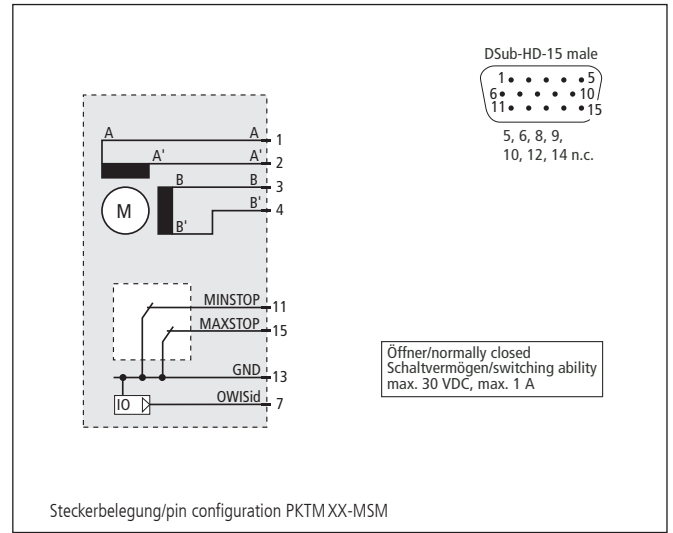 DSub-HD-15 male
1 5
6 10
11 15
5, 6, 8, 9,
10, 12, 14 n.c.
A A 1
A' A' 2
B B 3
B' B' 4
M
MINSTOP 11
MAXSTOP 15
GND 13
IO OWISid 7
Öffner/normally closed
Schaltvermögen/switching ability
max. 30 VDC, max. 1 A
Steckerbelegung/pin configuration PKTM XX-MSM